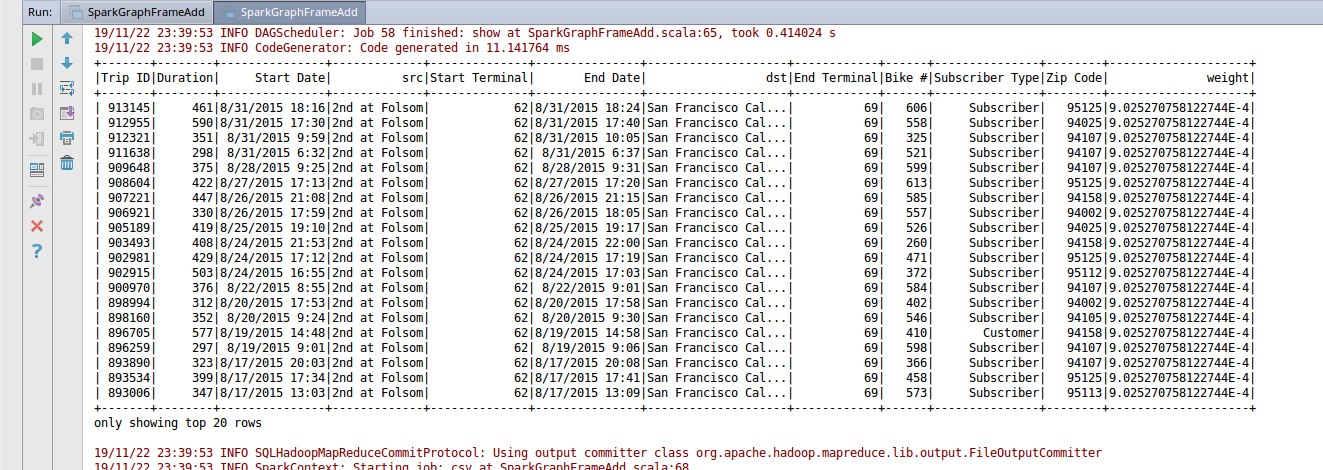 Run: SparkGraphFrameAdd SparkGraphFrameAdd
19/11/22 23:39:53 INFO DAGScheduler: Job 58 finished: show at SparkGraphFrameAdd.scala:65, took 0.414024 s
19/11/22 23:39:53 INFO CodeGenerator: Code generated in 11.141764 ms
+-------+--------+---------------+-------------+--------------+---------------+--------------------+------------+------+---------------+--------+--------------------+
|Trip ID|Duration| Start Date| src|Start Terminal| End Date| dst|End Terminal|Bike #|Subscriber Type|Zip Code| weight|
+-------+--------+---------------+-------------+--------------+---------------+--------------------+------------+------+---------------+--------+--------------------+
| 913145| 461|8/31/2015 18:16|2nd at Folsom| 62|8/31/2015 18:24|San Francisco Cal...| 69| 606| Subscriber| 95125|9.025270758122744E-4|
| 912955| 590|8/31/2015 17:30|2nd at Folsom| 62|8/31/2015 17:40|San Francisco Cal...| 69| 558| Subscriber| 94025|9.025270758122744E-4|
| 912321| 351| 8/31/2015 9:59|2nd at Folsom| 62|8/31/2015 10:05|San Francisco Cal...| 69| 325| Subscriber| 94107|9.025270758122744E-4|
| 911638| 298| 8/31/2015 6:32|2nd at Folsom| 62| 8/31/2015 6:37|San Francisco Cal...| 69| 521| Subscriber| 94107|9.025270758122744E-4|
| 909648| 375| 8/28/2015 9:25|2nd at Folsom| 62| 8/28/2015 9:31|San Francisco Cal...| 69| 599| Subscriber| 94107|9.025270758122744E-4|
| 908604| 422|8/27/2015 17:13|2nd at Folsom| 62|8/27/2015 17:20|San Francisco Cal...| 69| 613| Subscriber| 95125|9.025270758122744E-4|
| 907221| 447|8/26/2015 21:08|2nd at Folsom| 62|8/26/2015 21:15|San Francisco Cal...| 69| 585| Subscriber| 94158|9.025270758122744E-4|
| 906921| 330|8/26/2015 17:59|2nd at Folsom| 62|8/26/2015 18:05|San Francisco Cal...| 69| 557| Subscriber| 94002|9.025270758122744E-4|
| 905189| 419|8/25/2015 19:10|2nd at Folsom| 62|8/25/2015 19:17|San Francisco Cal...| 69| 526| Subscriber| 94025|9.025270758122744E-4|
| 903493| 408|8/24/2015 21:53|2nd at Folsom| 62|8/24/2015 22:00|San Francisco Cal...| 69| 260| Subscriber| 94158|9.025270758122744E-4|
| 902981| 429|8/24/2015 17:12|2nd at Folsom| 62|8/24/2015 17:19|San Francisco Cal...| 69| 471| Subscriber| 95125|9.025270758122744E-4|
| 902915| 503|8/24/2015 16:55|2nd at Folsom| 62|8/24/2015 17:03|San Francisco Cal...| 69| 372| Subscriber| 95112|9.025270758122744E-4|
| 900970| 376| 8/22/2015 8:55|2nd at Folsom| 62| 8/22/2015 9:01|San Francisco Cal...| 69| 584| Subscriber| 94107|9.025270758122744E-4|
| 898994| 312|8/20/2015 17:53|2nd at Folsom| 62|8/20/2015 17:58|San Francisco Cal...| 69| 402| Subscriber| 94002|9.025270758122744E-4|
| 898160| 352| 8/20/2015 9:24|2nd at Folsom| 62| 8/20/2015 9:30|San Francisco Cal...| 69| 546| Subscriber| 94105|9.025270758122744E-4|
| 896705| 577|8/19/2015 14:48|2nd at Folsom| 62|8/19/2015 14:58|San Francisco Cal...| 69| 410| Customer| 94158|9.025270758122744E-4|
| 896259| 297| 8/19/2015 9:01|2nd at Folsom| 62| 8/19/2015 9:06|San Francisco Cal...| 69| 598| Subscriber| 94107|9.025270758122744E-4|
| 893890| 323|8/17/2015 20:03|2nd at Folsom| 62|8/17/2015 20:08|San Francisco Cal...| 69| 366| Subscriber| 94107|9.025270758122744E-4|
| 893534| 399|8/17/2015 17:34|2nd at Folsom| 62|8/17/2015 17:41|San Francisco Cal...| 69| 458| Subscriber| 95125|9.025270758122744E-4|
| 893006| 347|8/17/2015 13:03|2nd at Folsom| 62|8/17/2015 13:09|San Francisco Cal...| 69| 573| Subscriber| 95113|9.025270758122744E-4|
+-------+--------+---------------+-------------+--------------+---------------+--------------------+------------+------+---------------+--------+--------------------+
only showing top 20 rows
19/11/22 23:39:53 INFO SQLHadoopMapReduceCommitProtocol: Using output committer class org.apache.hadoop.mapreduce.lib.output.FileOutputCommitter
19/11/22 23:39:53 INFO SparkContext: Starting job: csv at SparkGraphFrameAdd.scala:68